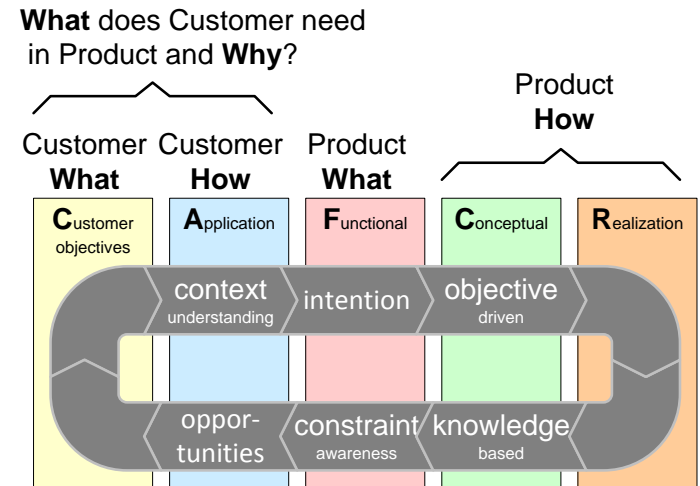 What does Customer need
in Product and Why?
Product
How
Customer Customer Product
What How What
Customer Application Functional Conceptual Realization
objectives
context intention objective
understanding driven
oppor- constraint knowledge
tunities awareness based